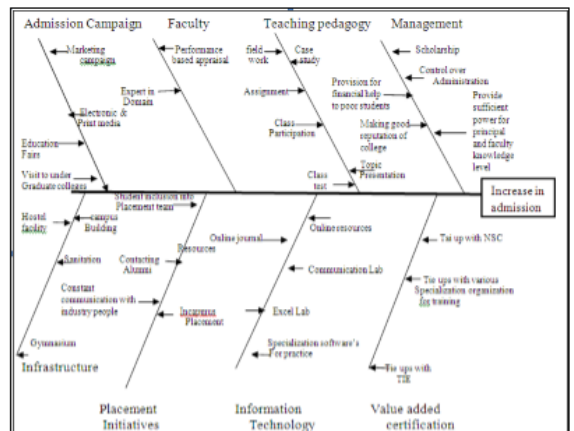 Admission Campaign
Faculty
Teaching pedagogy
Management
Marketing
campaign
Electronic &
Print media
Education
Fairs
Visit to under
Graduate colleges
Performance
based appraisal
Expert in
Domain
field
work
Case
study
Assignment
Class
Participation
Topic
Presentation
Class
test
Scholarship
Control over
Administration
Provision for
financial help
to poor students
Making good
reputation of
college
Provide
sufficient
power for
principal
and faculty
knowledge
level
Increase in
admission
Hostel
facility
campus
Building
Sanitation
Gymnasium
Infrastructure
Student inclusion into
Placement team
Resources
Contacting
Alumni
Constant
communication with
industry people
Incampus
Placement
Placement
Initiatives
Online resources
Online journal
Communication Lab
Excel Lab
Specialization software's
For practice
Information
Technology
Tai up with NSC
Tie ups with various
Specialization organization
for training
Tie ups with
TIE
Value added
certification